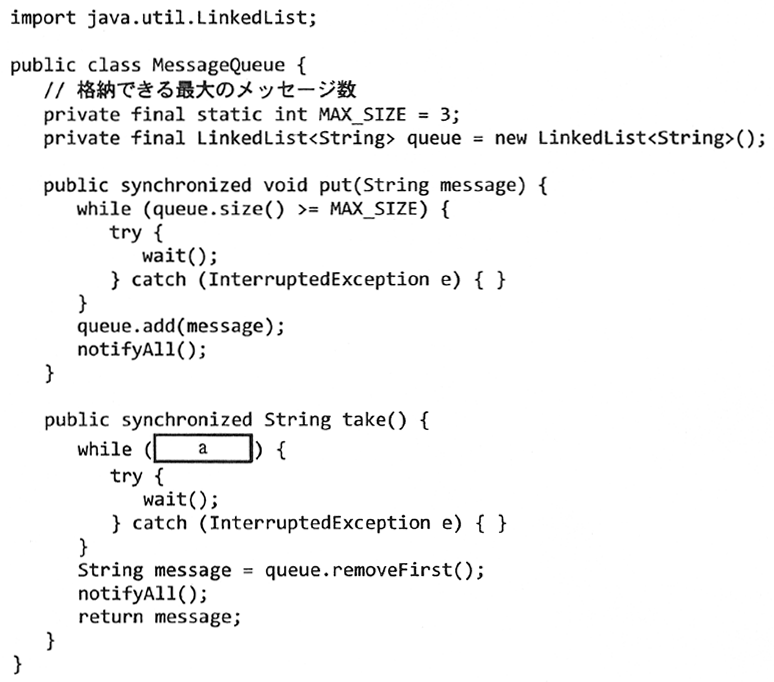 import java.util.LinkedList;
public class MessageQueue {
// 格納できる最大のメッセージ数
private final static int MAX_SIZE = 3;
private final LinkedList<String> queue = new LinkedList<String>();
public synchronized void put(String message) {
while (queue.size() >= MAX_SIZE) {
try {
wait();
} catch (InterruptedException e) { }
}
queue.add(message);
notifyAll();
}
public synchronized String take() {
while ( a ) {
try {
wait();
} catch (InterruptedException e) { }
}
String message = queue.removeFirst();
notifyAll();
return message;
}
}